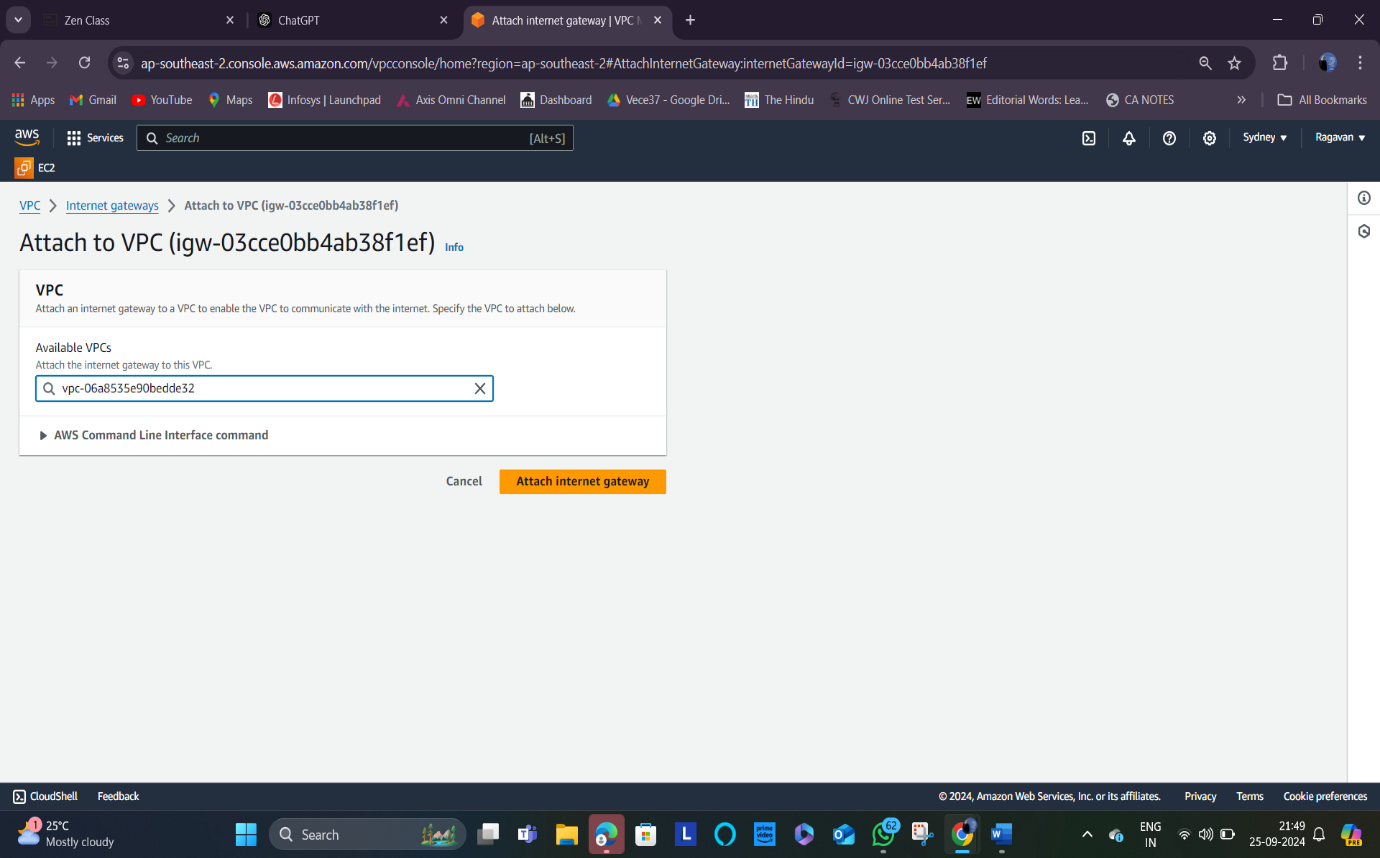 Zen Class
ChatGPT
Attach internet gateway | VPC M
ap-southeast-2.console.aws.amazon.com/vpcconsole/home?region=ap-southeast-2#AttachInternetGateway:internetGatewayId=igw-03cce0bb4ab38f1ef
Apps Gmail YouTube Maps Infosys | Launchpad Axis Omni Channel Dashboard Vece37 - Google Dri... The Hindu CWJ Online Test Ser... EW Editorial Words: Lea... CA NOTES » All Bookmarks
aws Services Search [Alt+S] Sydney Ragavan
EC2
VPC Internet gateways Attach to VPC (igw-03cce0bb4ab38f1ef)
Attach to VPC (igw-03cce0bb4ab38f1ef) Info
VPC
Attach an internet gateway to a VPC to enable the VPC to communicate with the internet. Specify the VPC to attach below.
Available VPCs
Attach the internet gateway to this VPC.
vpc-06a8535e90bedde32
AWS Command Line Interface command
Cancel Attach internet gateway
CloudShell Feedback © 2024, Amazon Web Services, Inc. or its affiliates. Privacy Terms Cookie preferences
1 25°C
Mostly cloudy
Search
L
prime video
62
ENG
IN
21:49
25-09-2024
PRE